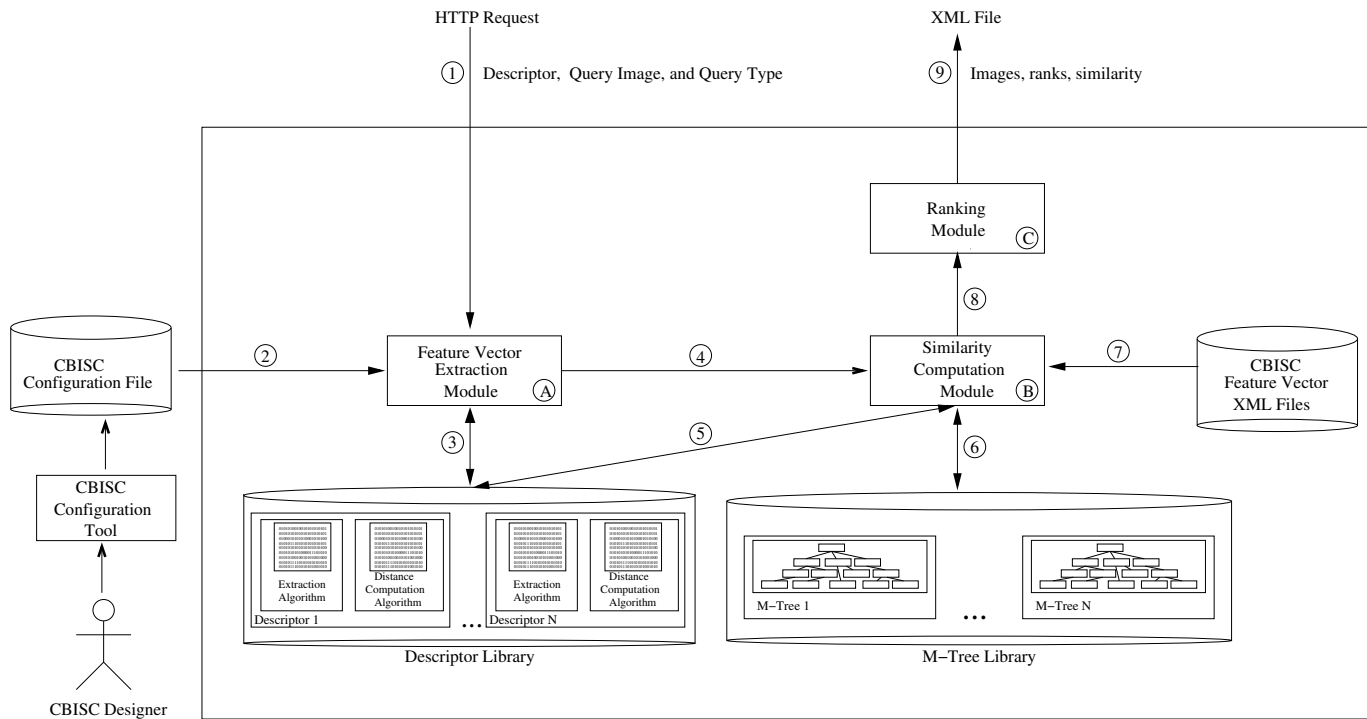 HTTP Request
XML File
1
Descriptor, Query Image, and Query Type
9
Images, ranks, similarity
Ranking
Module
C
8
CBISC
Configuration File
2
Feature Vector
Extraction
Module
A
4
Similarity
Computation
Module
B
7
CBISC
Feature Vector
XML Files
3
5
6
CBISC
Configuration
Tool
CBISC Designer
Extraction
Algorithm
Distance
Computation
Algorithm
Descriptor 1
...
Extraction
Algorithm
Distance
Computation
Algorithm
Descriptor N
Descriptor Library
M-Tree 1
...
M-Tree N
M-Tree Library